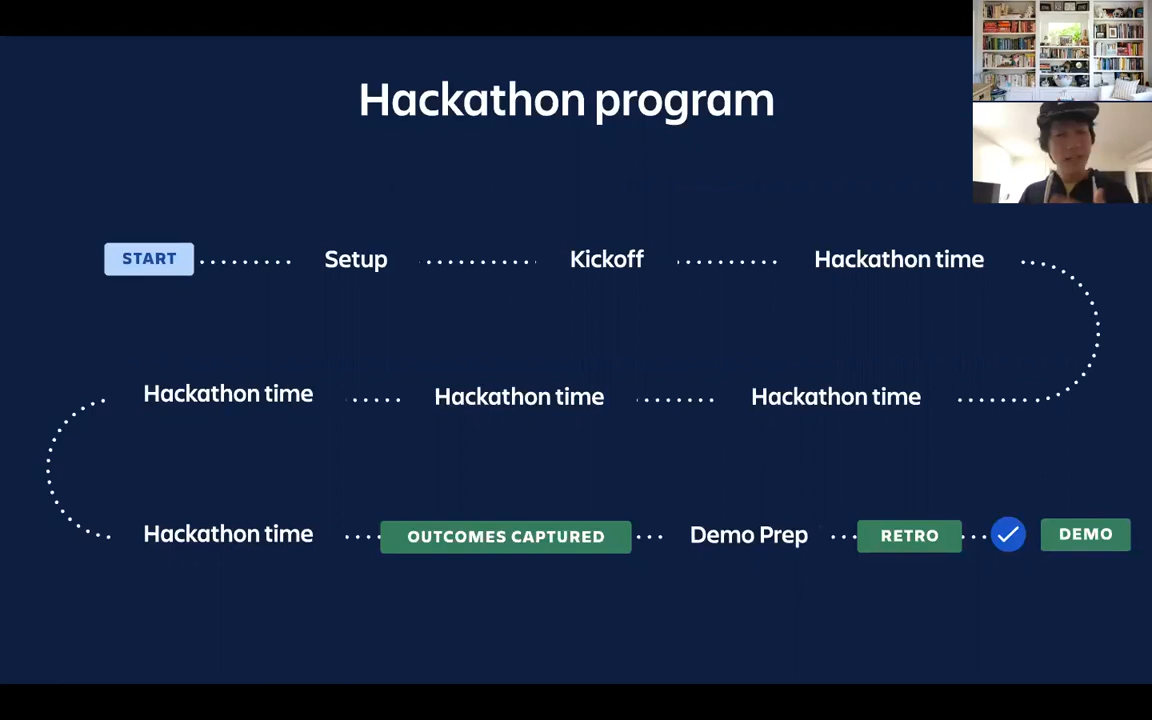 Hackathon program
START
Setup
Kickoff
Hackathon time
Hackathon time
Hackathon time
Hackathon time
Hackathon time
OUTCOMES CAPTURED
Demo Prep
RETRO
DEMO